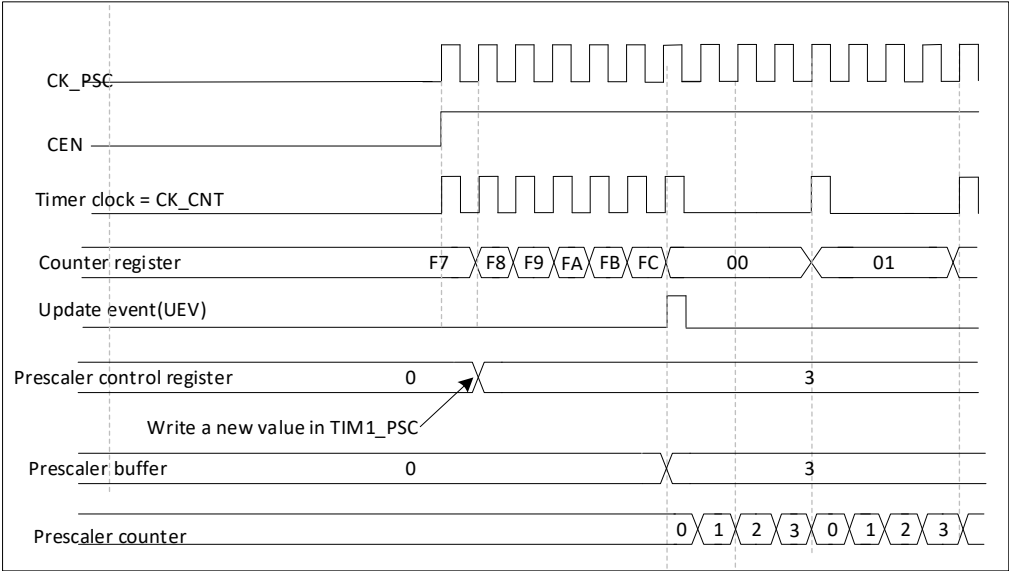 CK_PSC
CEN
Timer clock = CK_CNT
Counter register F7 F8 F9 FA FB FC 00 01
Update event(UEV)
Prescaler control register 0 3
Write a new value in TIM1_PSC
Prescaler buffer 0 3
Prescaler counter 0 1 2 3 0 1 2 3